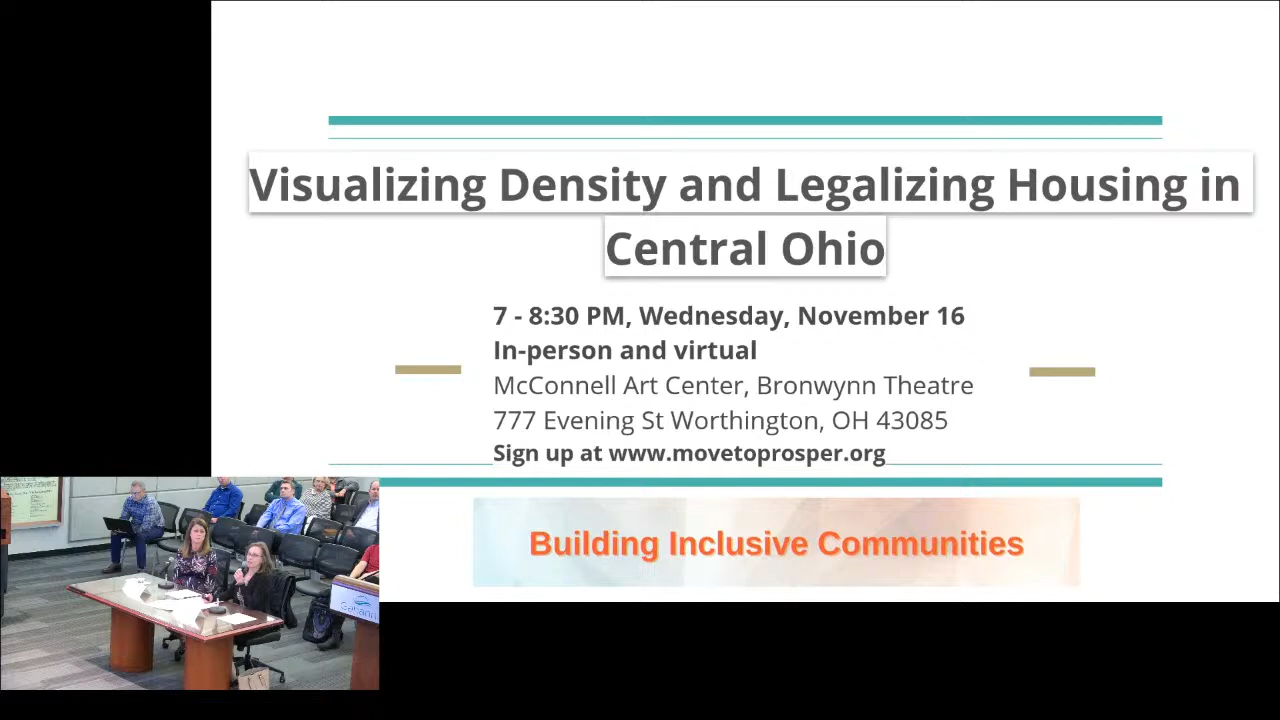 Visualizing Density and Legalizing Housing in
Central Ohio
7 - 8:30 PM, Wednesday, November 16
In-person and virtual
McConnell Art Center, Bronwynn Theatre
777 Evening St Worthington, OH 43085
Sign up at www.movetoprosper.org
Building Inclusive Communities